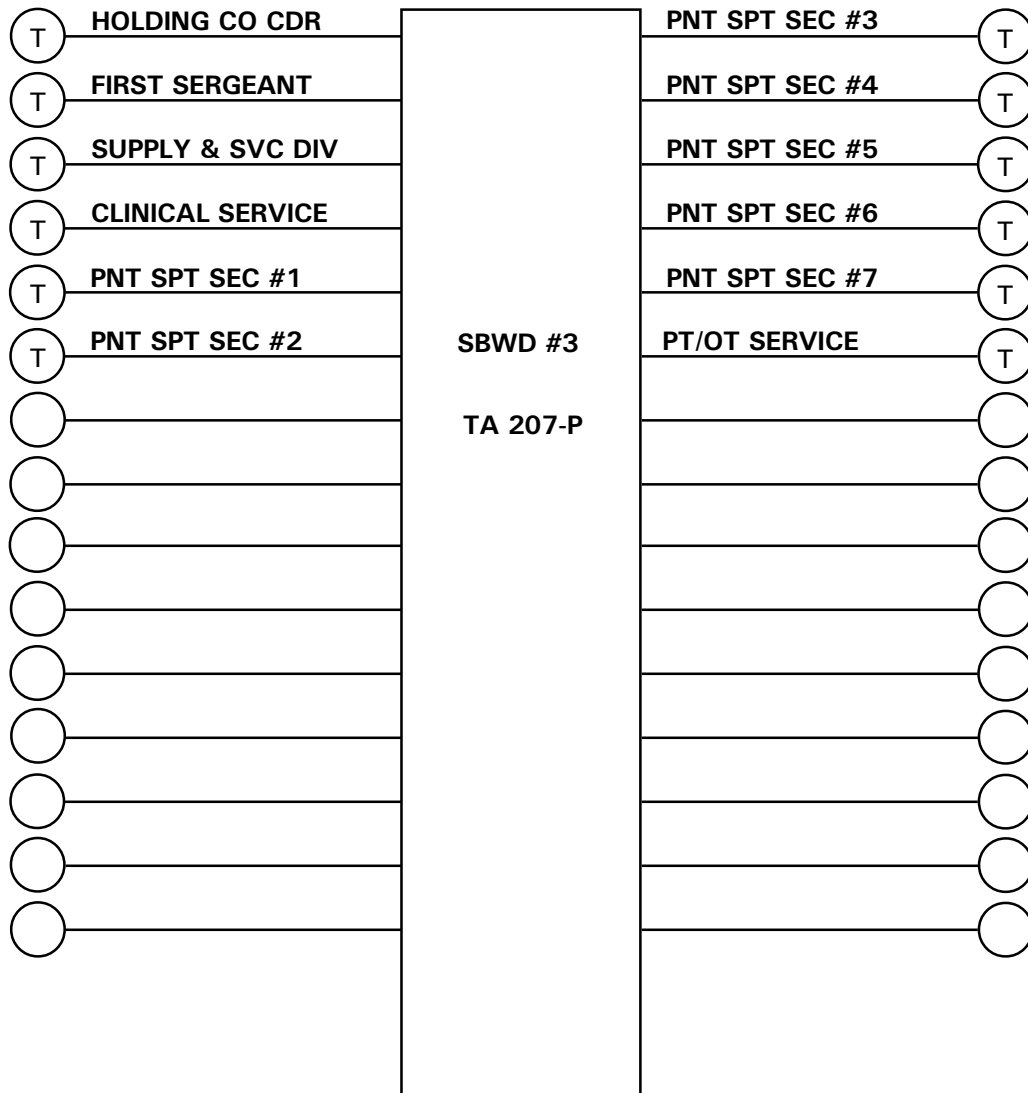 T HOLDING CO CDR
T FIRST SERGEANT
T SUPPLY & SVC DIV
T CLINICAL SERVICE
T PNT SPT SEC #1
T PNT SPT SEC #2
SBWD #3
TA 207-P
PNT SPT SEC #3 T
PNT SPT SEC #4 T
PNT SPT SEC #5 T
PNT SPT SEC #6 T
PNT SPT SEC #7 T
PT/OT SERVICE T